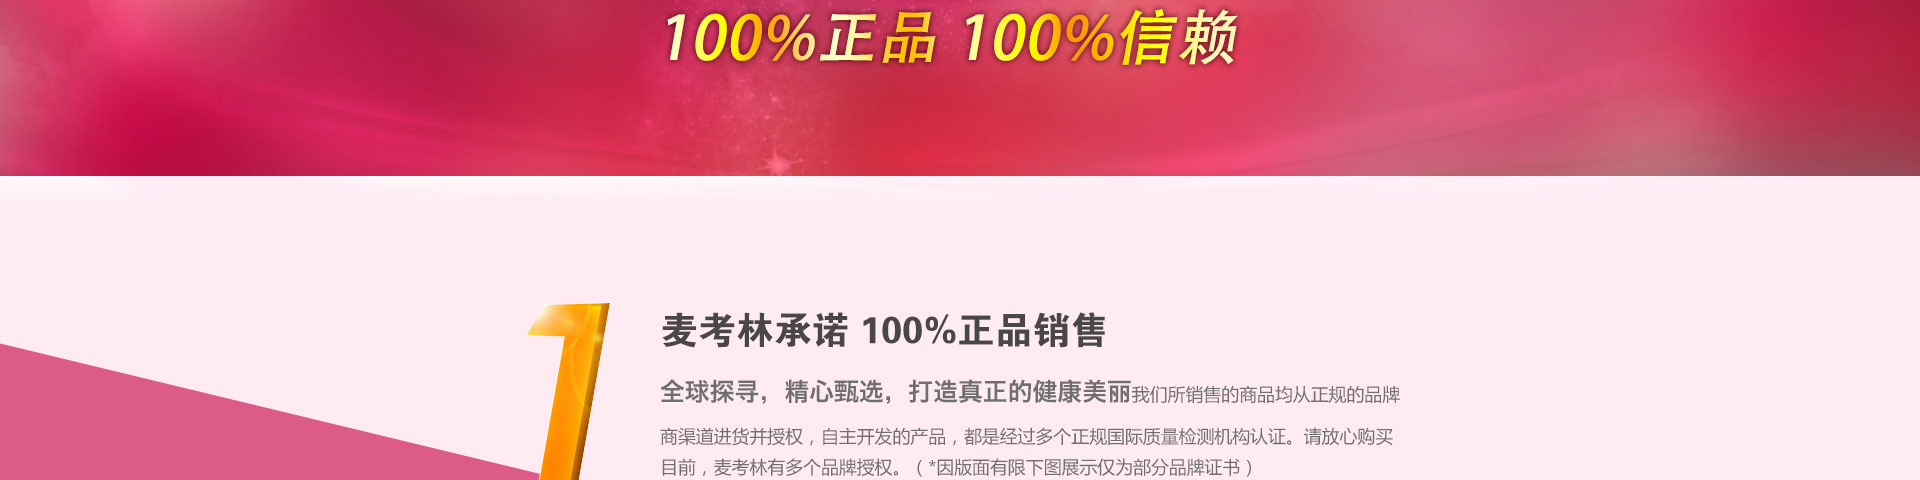 100%正品 100%信赖
1
麦考林承诺 100%正品销售
全球探寻，精心甄选，打造真正的健康美丽我们所销售的商品均从正规的品牌
商渠道进货并授权，自主开发的产品，都是经过多个正规国际质量检测机构认证。请放心购买
目前，麦考林有多个品牌授权。（*因版面有限下图展示仅为部分品牌证书）